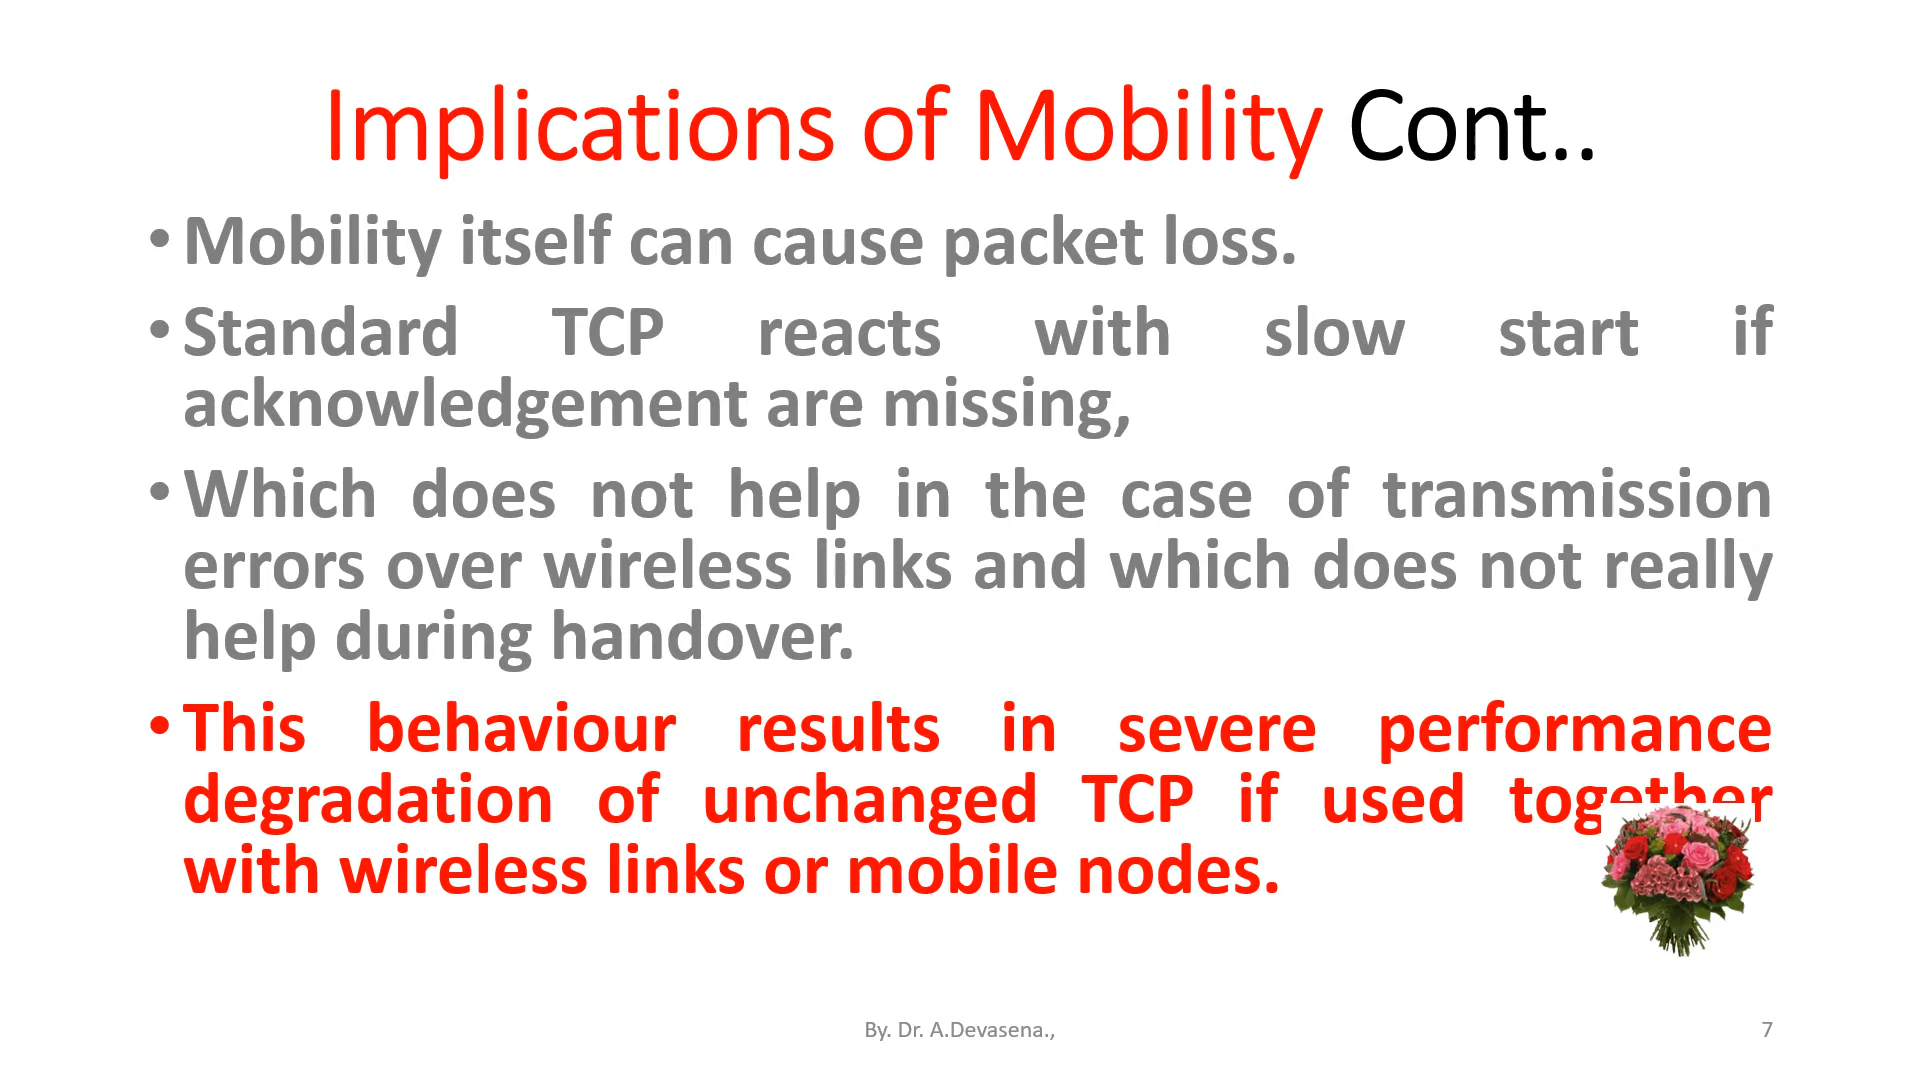 Implications of Mobility Cont..
• Mobility itself can cause packet loss.
• Standard TCP reacts with slow start if
acknowledgement are missing,
• Which does not help in the case of transmission
errors over wireless links and which does not really
help during handover.
• This behaviour results in severe performance
degradation of unchanged TCP if used together
with wireless links or mobile nodes.
By. Dr. A.Devasena.,
7